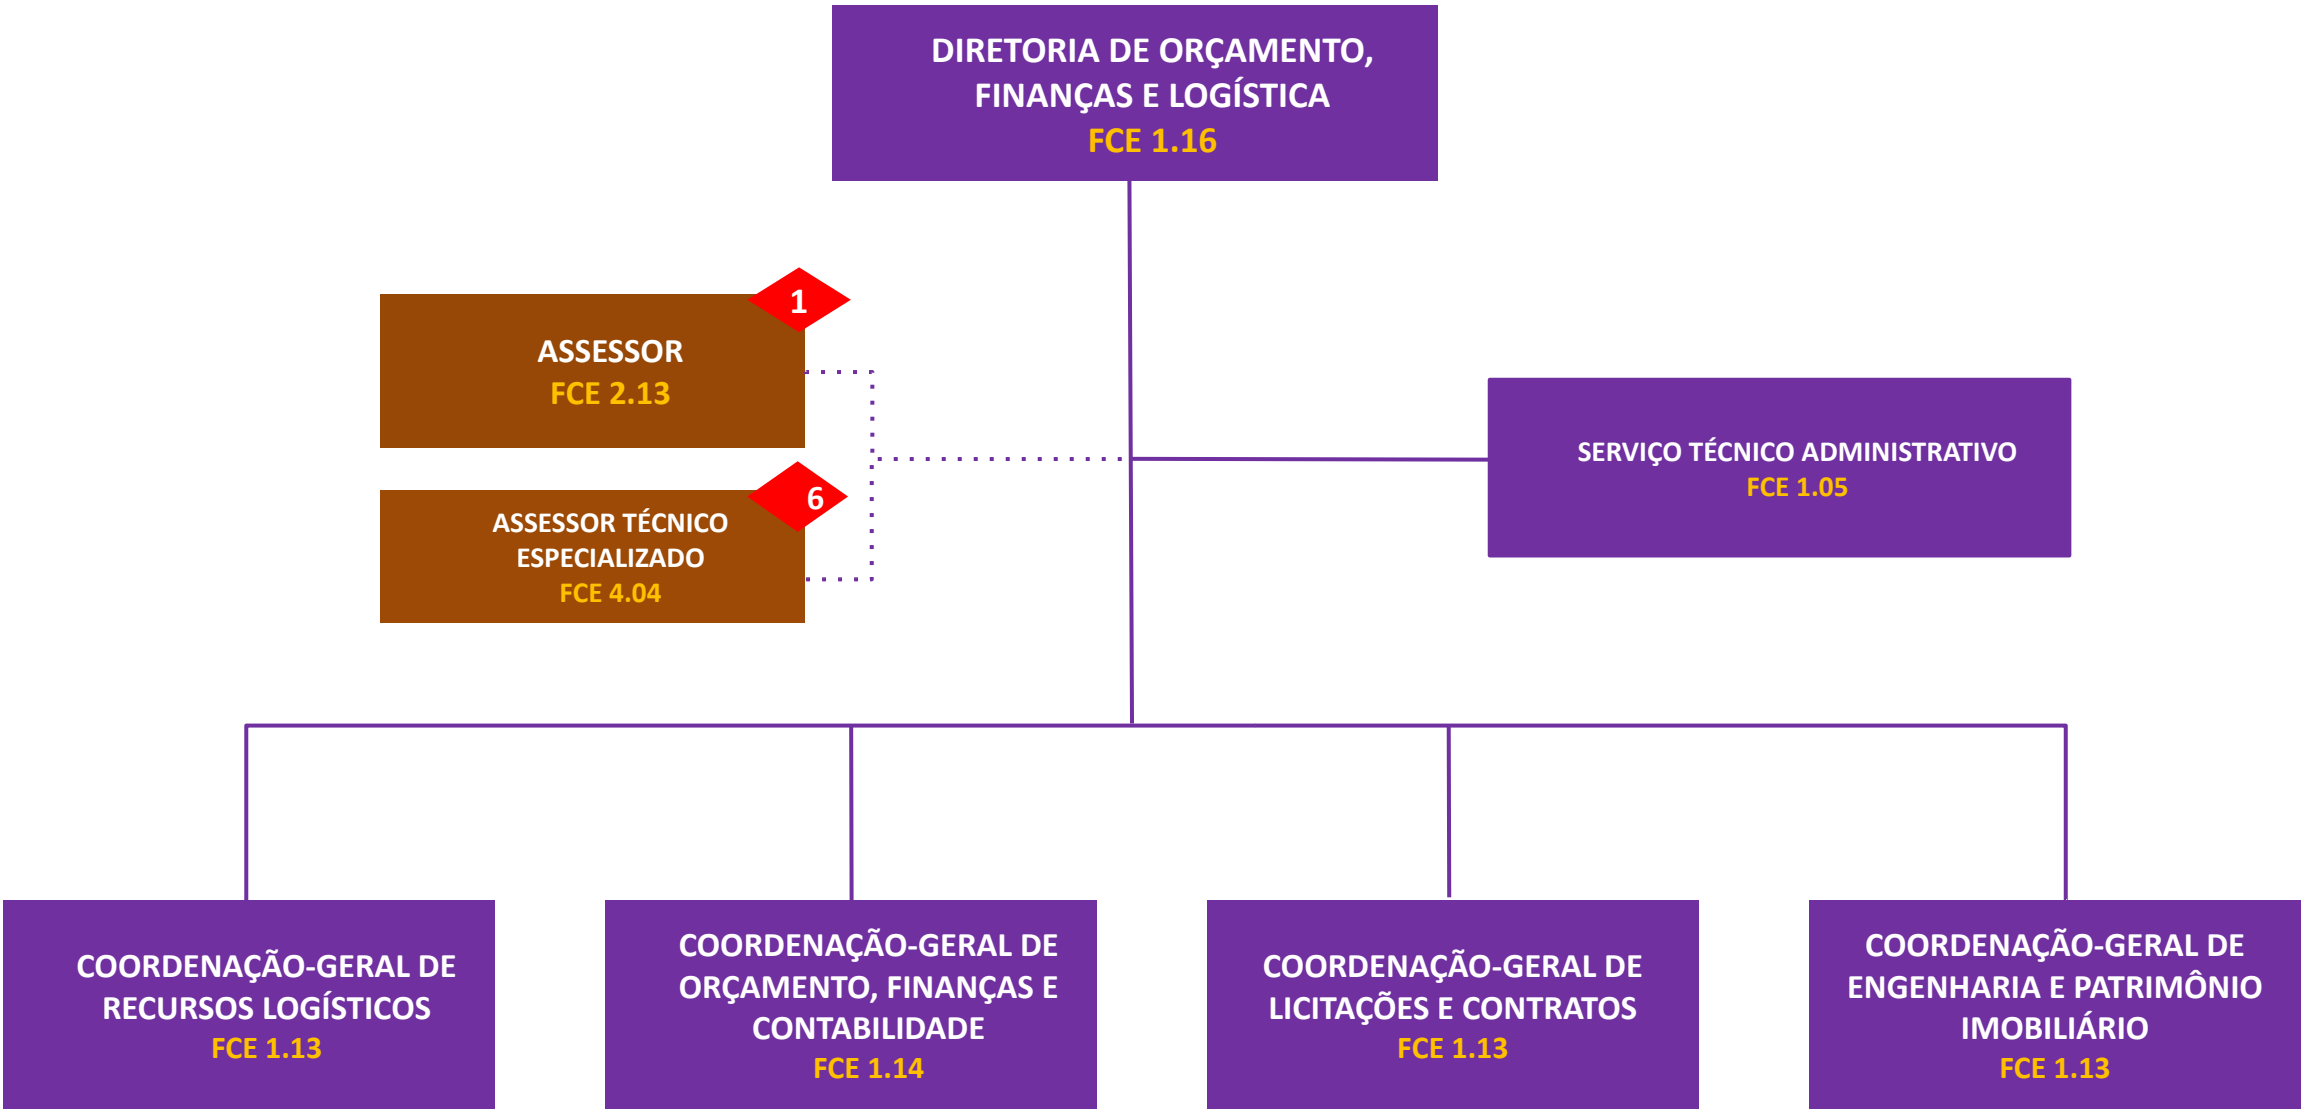 DIRETORIA DE ORÇAMENTO,
FINANÇAS E LOGÍSTICA
FCE 1.16
1
ASSESSOR
FCE 2.13
SERVIÇO TÉCNICO ADMINISTRATIVO
FCE 1.05
6
ASSESSOR TÉCNICO
ESPECIALIZADO
FCE 4.04
COORDENAÇÃO-GERAL DE
RECURSOS LOGÍSTICOS
FCE 1.13
COORDENAÇÃO-GERAL DE
ORÇAMENTO, FINANÇAS E
CONTABILIDADE
FCE 1.14
COORDENAÇÃO-GERAL DE
LICITAÇÕES E CONTRATOS
FCE 1.13
COORDENAÇÃO-GERAL DE
ENGENHARIA E PATRIMÔNIO
IMOBILIÁRIO
FCE 1.13